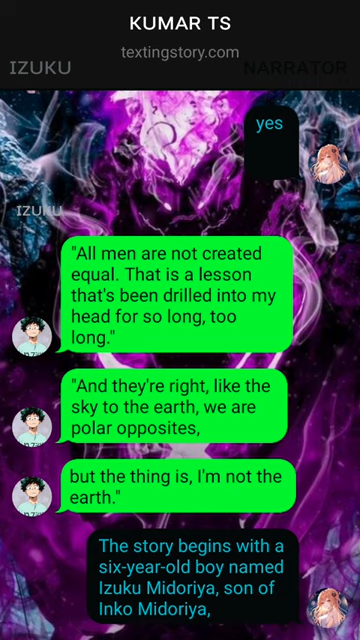 KUMAR TS
textingstory.com
IZUKU
NARRATOR
yes
IZUKU
"All men are not created
equal. That is a lesson
that's been drilled into my
head for so long, too
long."
"And they're right, like the
sky to the earth, we are
polar opposites,
but the thing is, I'm not the
earth."
The story begins with a
six-year-old boy named
Izuku Midoriya, son of
Inko Midoriya,